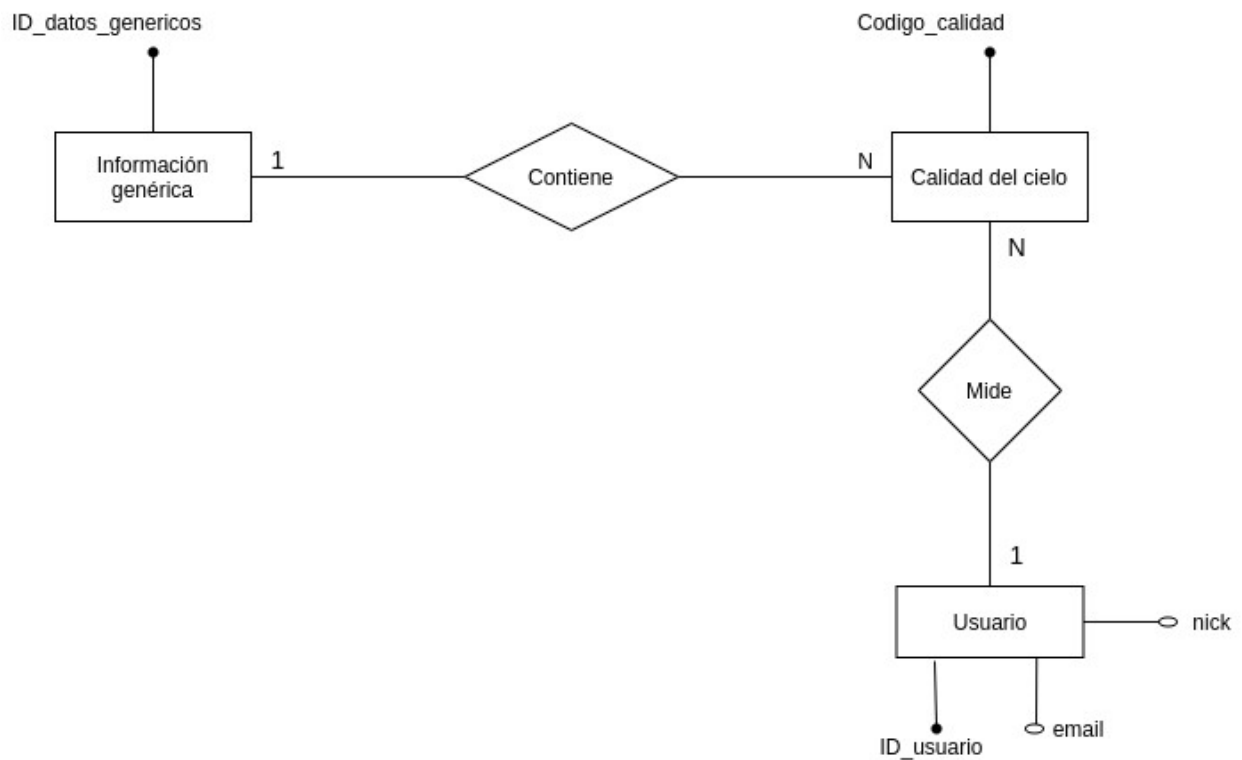 ID_datos_genericos
Codigo_calidad
Información
genérica
1
Contiene
N
Calidad del cielo
N
Mide
1
Usuario
nick
email
ID_usuario